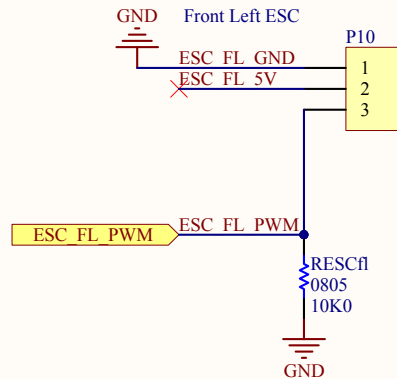 GND
Front Left ESC
P10
ESC_FL_GND
1
ESC_FL_5V
2
3
ESC_FL_PWM
ESC_FL_PWM
RESCfl
0805
10K0
GND